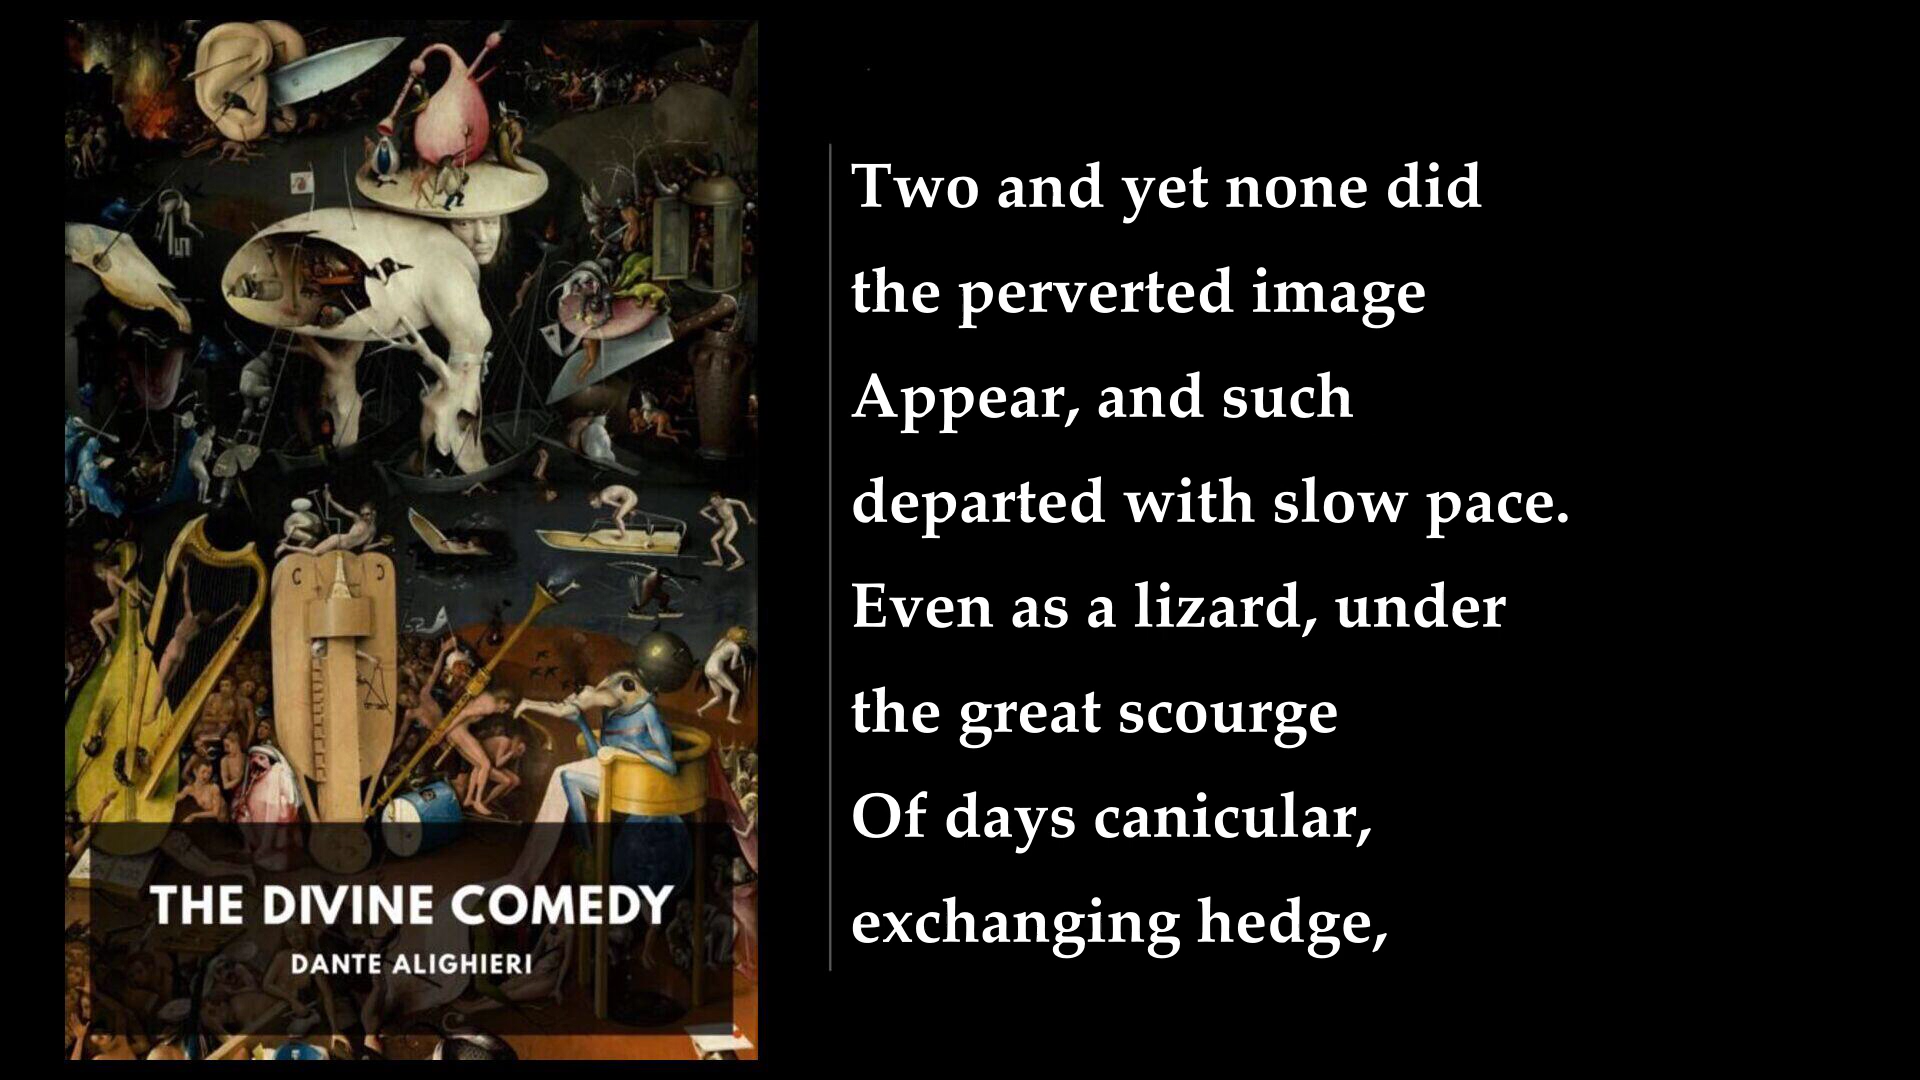 THE DIVINE COMEDY
DANTE ALIGHIERI
Two and yet none did
the perverted image
Appear, and such
departed with slow pace.
Even as a lizard, under
the great scourge
Of days canicular,
exchanging hedge,